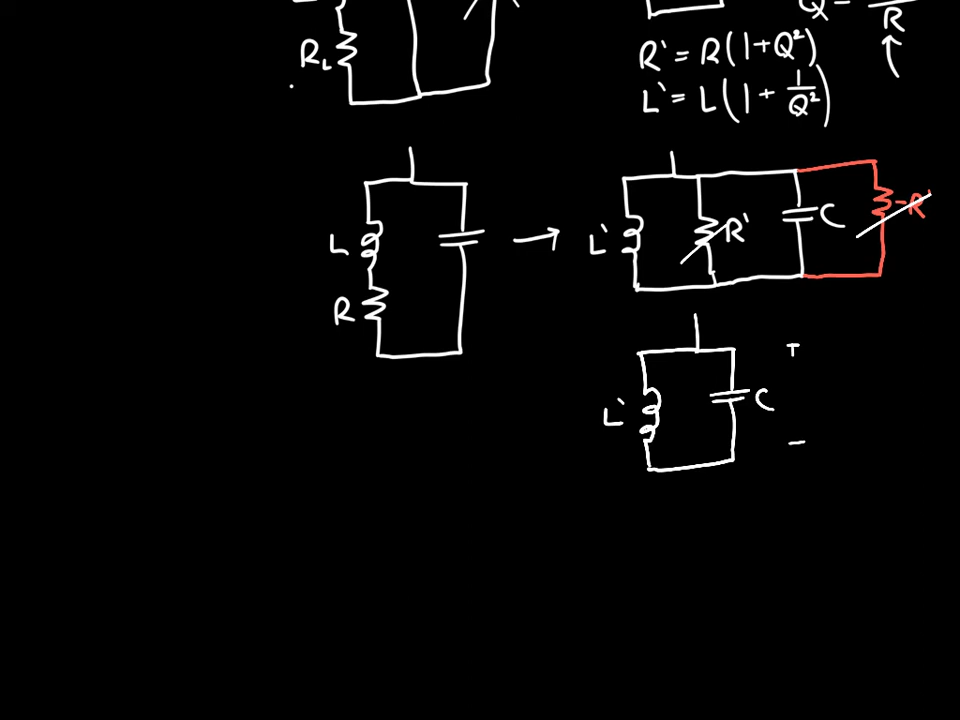 R_L
Q = — / R
R` = R(1+Q²)
L` = L(1 + 1/Q²)
L
R
→
L`
R`
C
-R`
L`
C
+
−